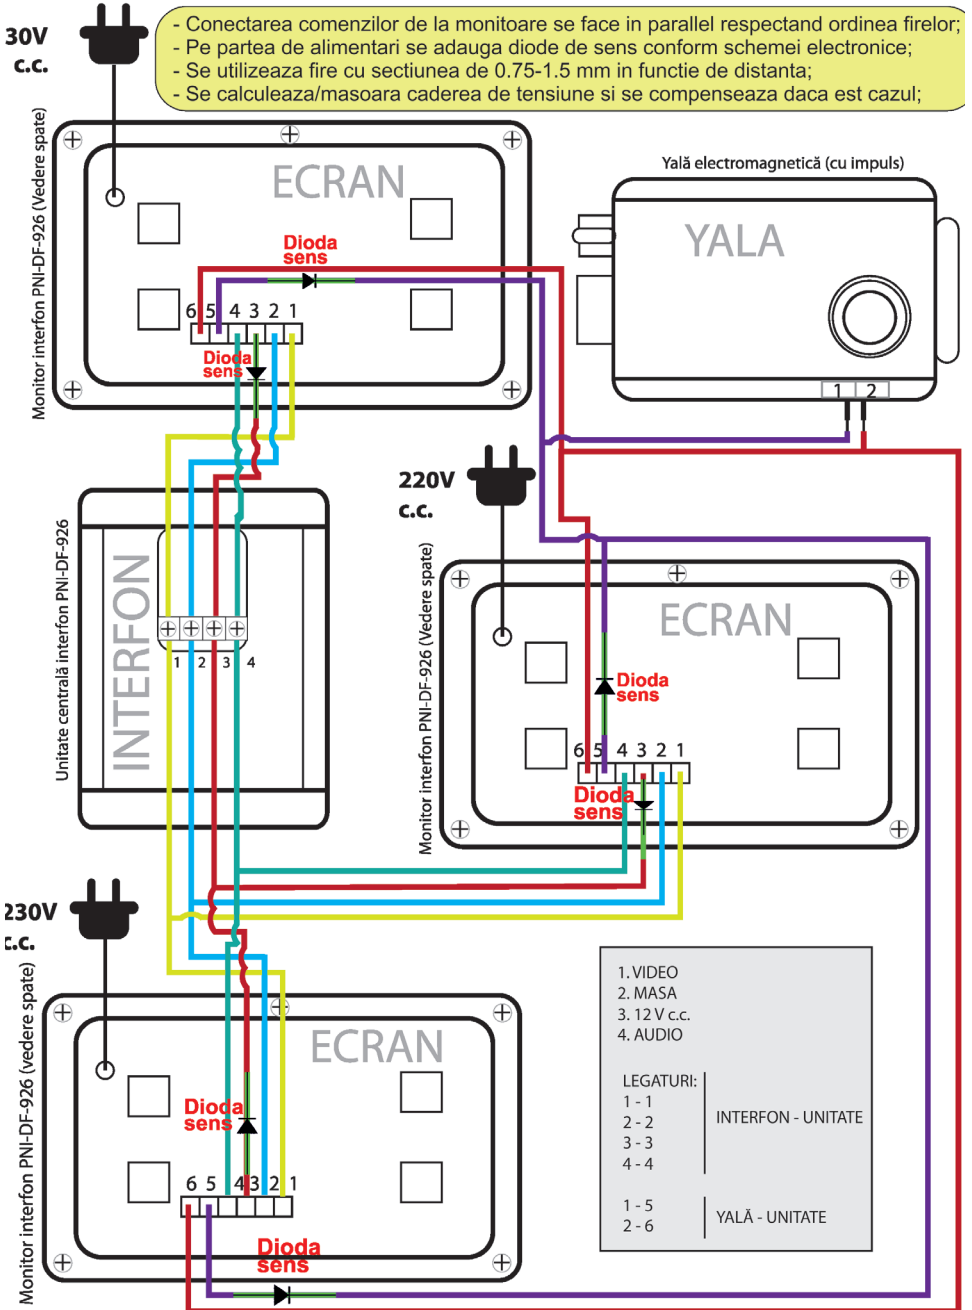 - Conectarea comenzilor de la monitoare se face in parallel respectand ordinea firelor;
- Pe partea de alimentari se adauga diode de sens conform schemei electronice;
- Se utilizeaza fire cu sectiunea de 0.75-1.5 mm in functie de distanta;
- Se calculeaza/masoara caderea de tensiune si se compenseaza daca est cazul;
30V
c.c.
Monitor interfon PNI-DF-926 (Vedere spate)
ECRAN
Dioda
sens
6 5 4 3 2 1
Dioda
sens
Yală electromagnetică (cu impuls)
YALA
1 2
220V
c.c.
Unitate centrală interfon PNI-DF-926
INTERFON
1 2 3 4
Monitor interfon PNI-DF-926 (Vedere spate)
ECRAN
Dioda
sens
6 5 4 3 2 1
Dioda
sens
230V
c.c.
Monitor interfon PNI-DF-926 (vedere spate)
ECRAN
Dioda
sens
6 5 4 3 2 1
Dioda
sens
1. VIDEO
2. MASA
3. 12 V c.c.
4. AUDIO
LEGATURI:
1 - 1
2 - 2
3 - 3
4 - 4
INTERFON - UNITATE
1 - 5
2 - 6
YALĂ - UNITATE